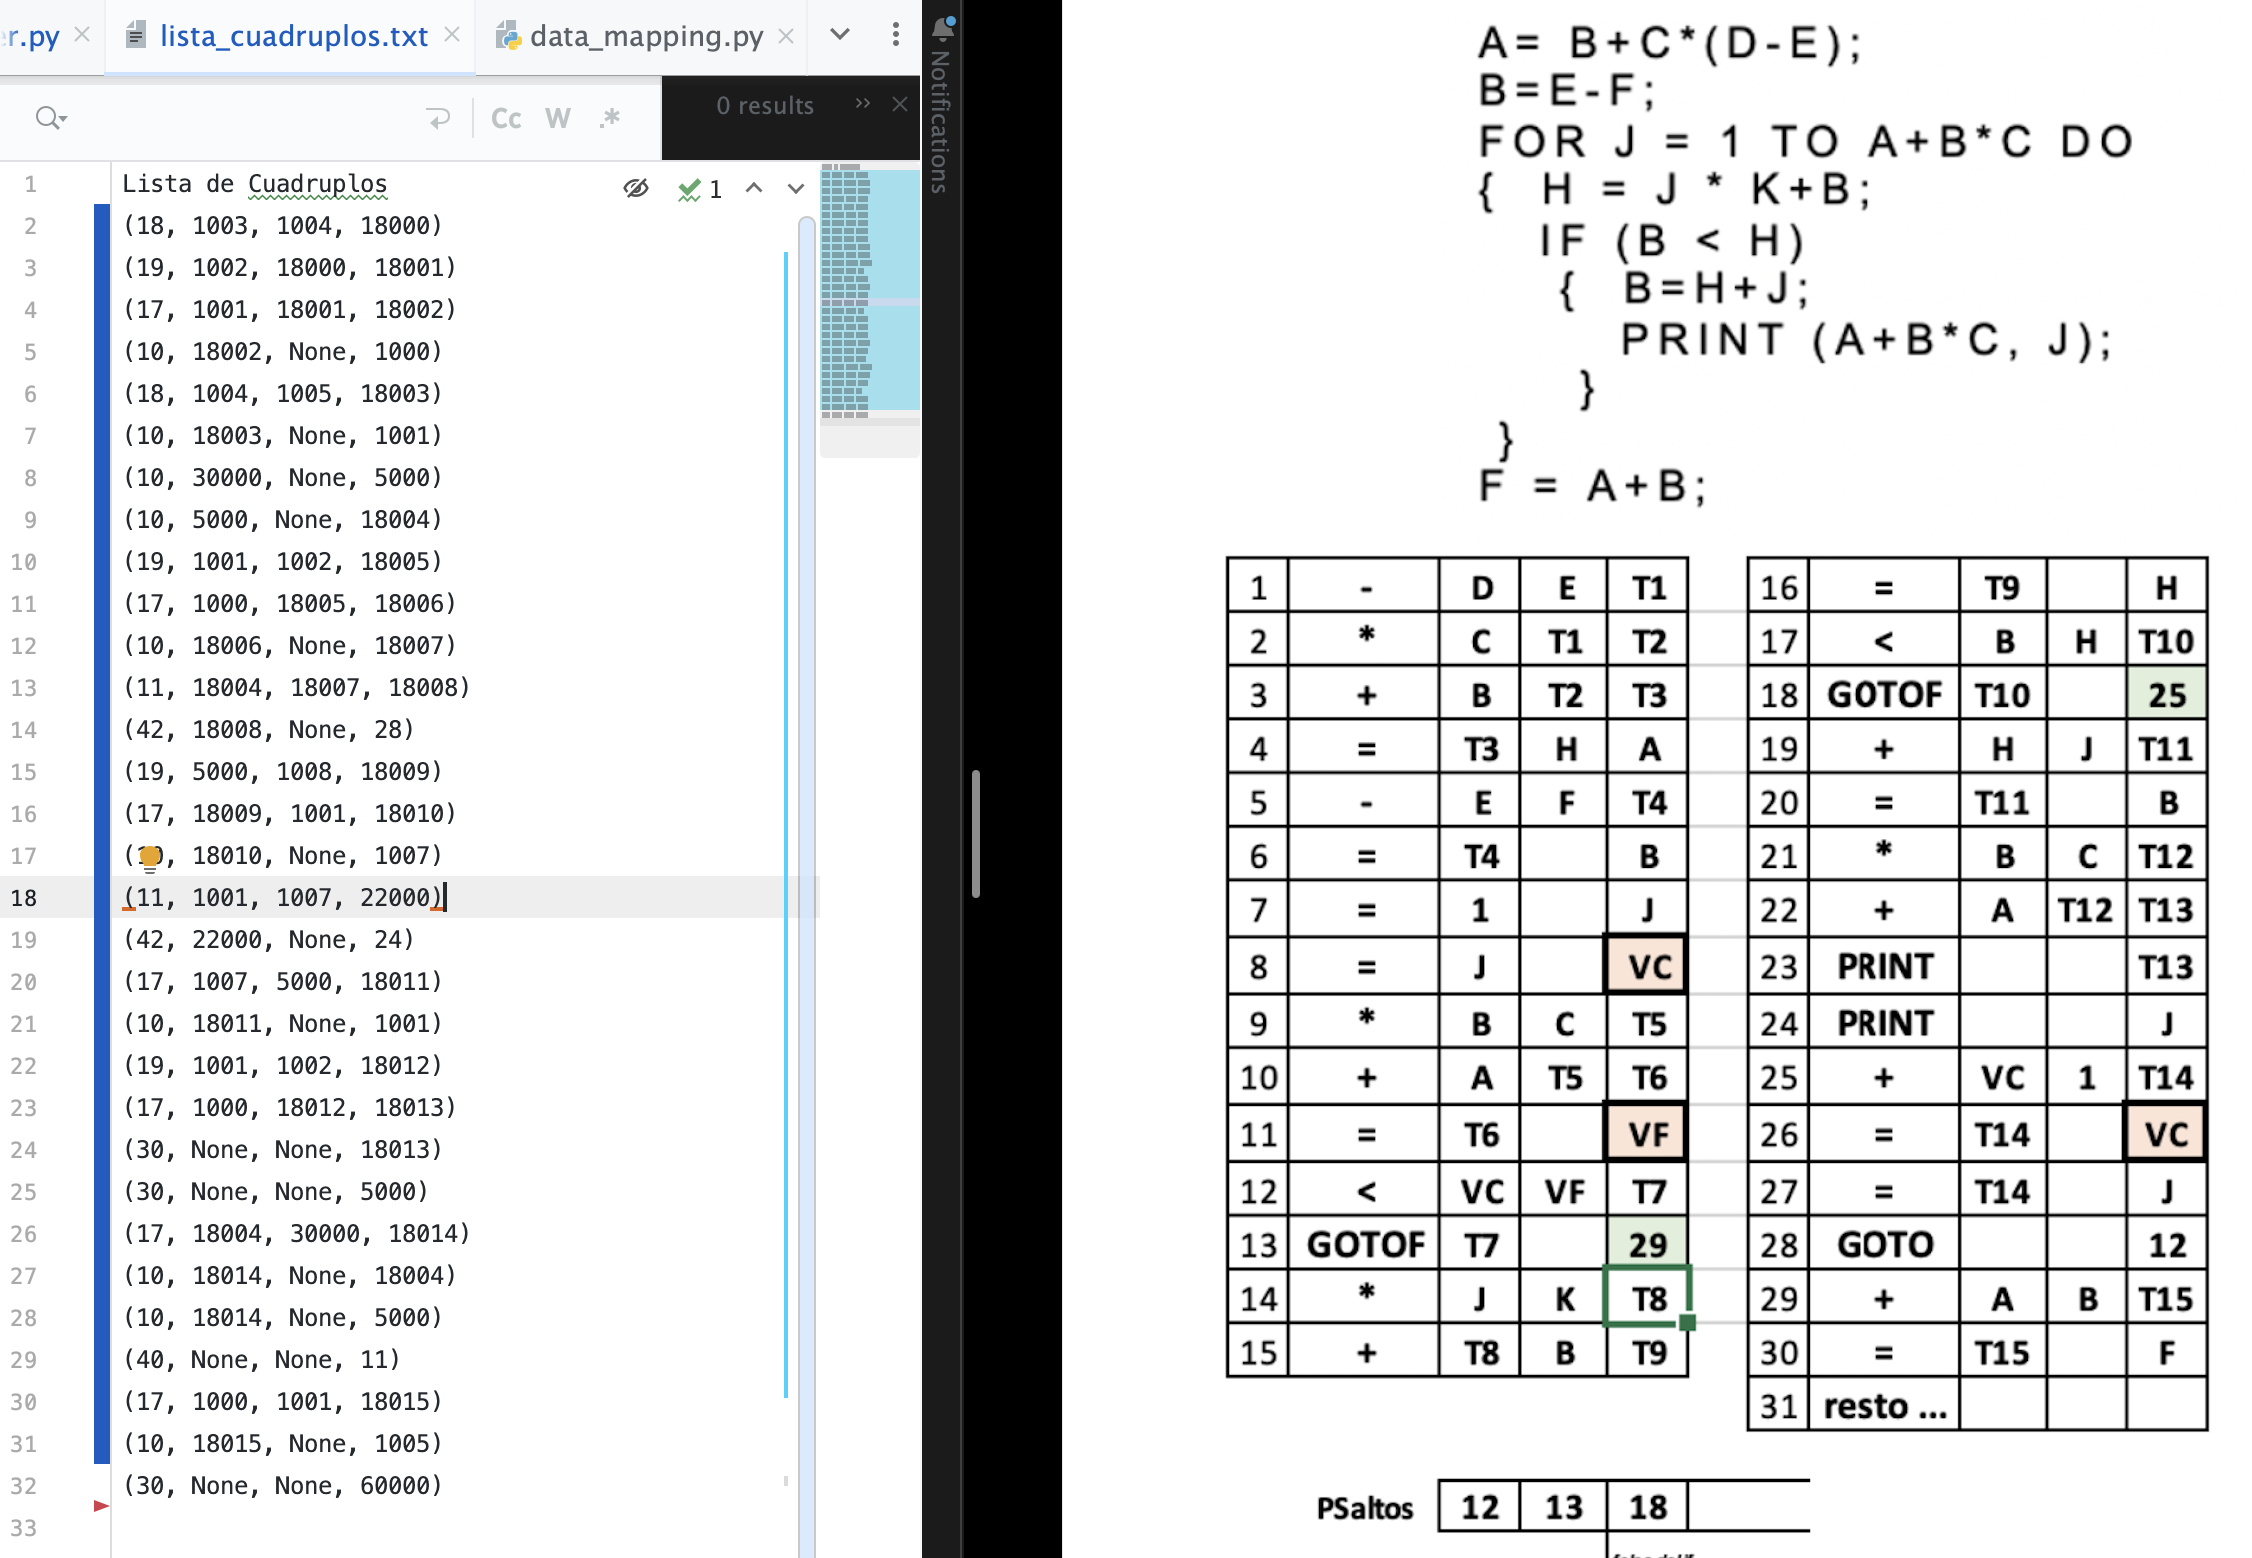 r.py
lista_cuadruplos.txt
data_mapping.py
Cc W .*
0 results
Notifications
1
1 Lista de Cuadruplos
2 (18, 1003, 1004, 18000)
3 (19, 1002, 18000, 18001)
4 (17, 1001, 18001, 18002)
5 (10, 18002, None, 1000)
6 (18, 1004, 1005, 18003)
7 (10, 18003, None, 1001)
8 (10, 30000, None, 5000)
9 (10, 5000, None, 18004)
10 (19, 1001, 1002, 18005)
11 (17, 1000, 18005, 18006)
12 (10, 18006, None, 18007)
13 (11, 18004, 18007, 18008)
14 (42, 18008, None, 28)
15 (19, 5000, 1008, 18009)
16 (17, 18009, 1001, 18010)
17 (10, 18010, None, 1007)
18 (11, 1001, 1007, 22000)
19 (42, 22000, None, 24)
20 (17, 1007, 5000, 18011)
21 (10, 18011, None, 1001)
22 (19, 1001, 1002, 18012)
23 (17, 1000, 18012, 18013)
24 (30, None, None, 18013)
25 (30, None, None, 5000)
26 (17, 18004, 30000, 18014)
27 (10, 18014, None, 18004)
28 (10, 18014, None, 5000)
29 (40, None, None, 11)
30 (17, 1000, 1001, 18015)
31 (10, 18015, None, 1005)
32 (30, None, None, 60000)
33
A= B+C*(D-E);
B=E-F;
FOR J = 1 TO A+B*C DO
{ H = J * K+B;
IF (B < H)
{ B=H+J;
PRINT (A+B*C, J);
}
}
F = A+B;
1 - D E T1
2 * C T1 T2
3 + B T2 T3
4 = T3 H A
5 - E F T4
6 = T4 B
7 = 1 J
8 = J VC
9 * B C T5
10 + A T5 T6
11 = T6 VF
12 < VC VF T7
13 GOTOF T7 29
14 * J K T8
15 + T8 B T9
16 = T9 H
17 < B H T10
18 GOTOF T10 25
19 + H J T11
20 = T11 B
21 * B C T12
22 + A T12 T13
23 PRINT T13
24 PRINT J
25 + VC 1 T14
26 = T14 VC
27 = T14 J
28 GOTO 12
29 + A B T15
30 = T15 F
31 resto ...
PSaltos 12 13 18